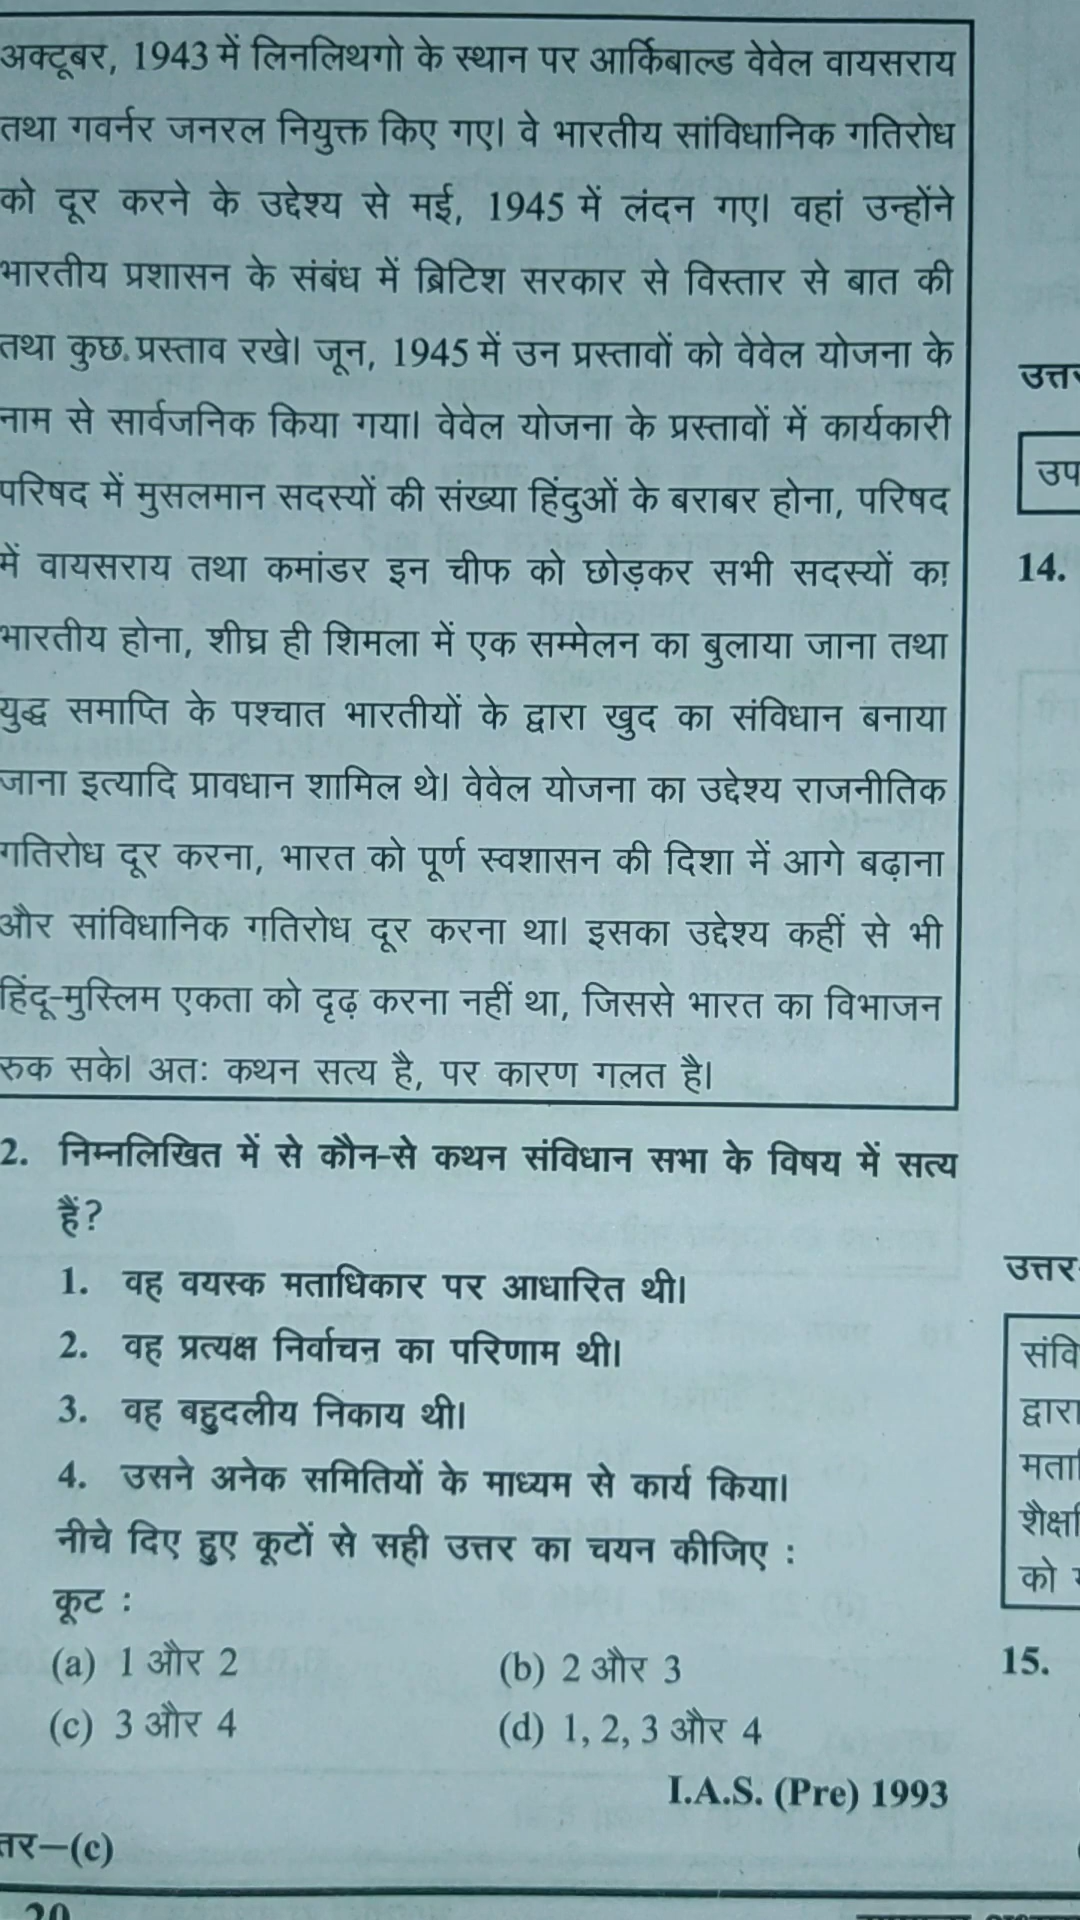 अक्टूबर, 1943 में लिनलिथगो के स्थान पर आर्किबाल्ड वेवेल वायसराय
तथा गवर्नर जनरल नियुक्त किए गए। वे भारतीय सांविधानिक गतिरोध
को दूर करने के उद्देश्य से मई, 1945 में लंदन गए। वहां उन्होंने
भारतीय प्रशासन के संबंध में ब्रिटिश सरकार से विस्तार से बात की
तथा कुछ प्रस्ताव रखे। जून, 1945 में उन प्रस्तावों को वेवेल योजना के
नाम से सार्वजनिक किया गया। वेवेल योजना के प्रस्तावों में कार्यकारी
परिषद में मुसलमान सदस्यों की संख्या हिंदुओं के बराबर होना, परिषद
में वायसराय तथा कमांडर इन चीफ को छोड़कर सभी सदस्यों का
भारतीय होना, शीघ्र ही शिमला में एक सम्मेलन का बुलाया जाना तथा
युद्ध समाप्ति के पश्चात भारतीयों के द्वारा खुद का संविधान बनाया
जाना इत्यादि प्रावधान शामिल थे। वेवेल योजना का उद्देश्य राजनीतिक
गतिरोध दूर करना, भारत को पूर्ण स्वशासन की दिशा में आगे बढ़ाना
और सांविधानिक गतिरोध दूर करना था। इसका उद्देश्य कहीं से भी
हिंदू-मुस्लिम एकता को दृढ़ करना नहीं था, जिससे भारत का विभाजन
रुक सके। अतः कथन सत्य है, पर कारण गलत है।
2. निम्नलिखित में से कौन-से कथन संविधान सभा के विषय में सत्य
हैं?
1. वह वयस्क मताधिकार पर आधारित थी।
2. वह प्रत्यक्ष निर्वाचन का परिणाम थी।
3. वह बहुदलीय निकाय थी।
4. उसने अनेक समितियों के माध्यम से कार्य किया।
नीचे दिए हुए कूटों से सही उत्तर का चयन कीजिए :
कूट :
(a) 1 और 2 (b) 2 और 3
(c) 3 और 4 (d) 1, 2, 3 और 4
I.A.S. (Pre) 1993
तर–(c)
20
उत्तर
उप
14.
उत्तर
संवि
द्वारा
मता
को
15.